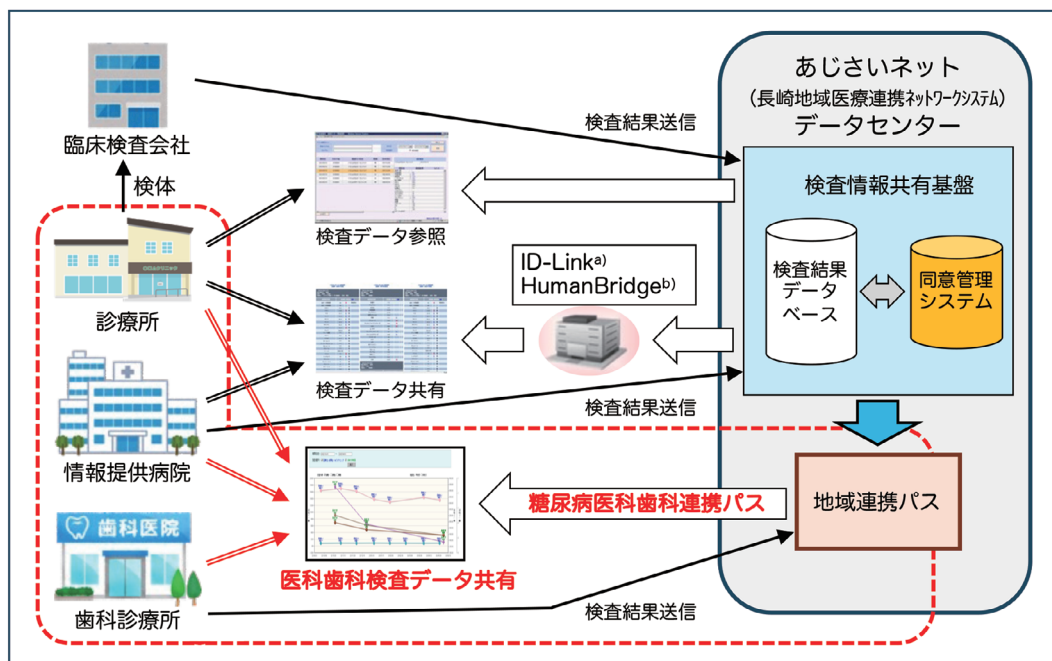 あじさいネット
（長崎地域医療連携ネットワークシステム）
データセンター
臨床検査会社
検査結果送信
検体
検査情報共有基盤
検査データ参照
検査結果
データ
ベース
同意管理
システム
ID-Linkᵃ⁾
HumanBridgeᵇ⁾
診療所
検査データ共有
検査結果送信
情報提供病院
地域連携パス
糖尿病医科歯科連携パス
歯科医院
医科歯科検査データ共有
検査結果送信
歯科診療所